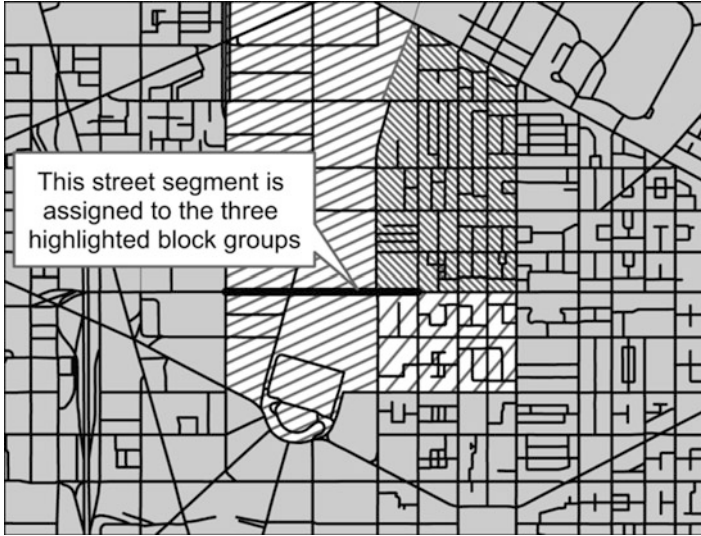 This street segment is
assigned to the three
highlighted block groups